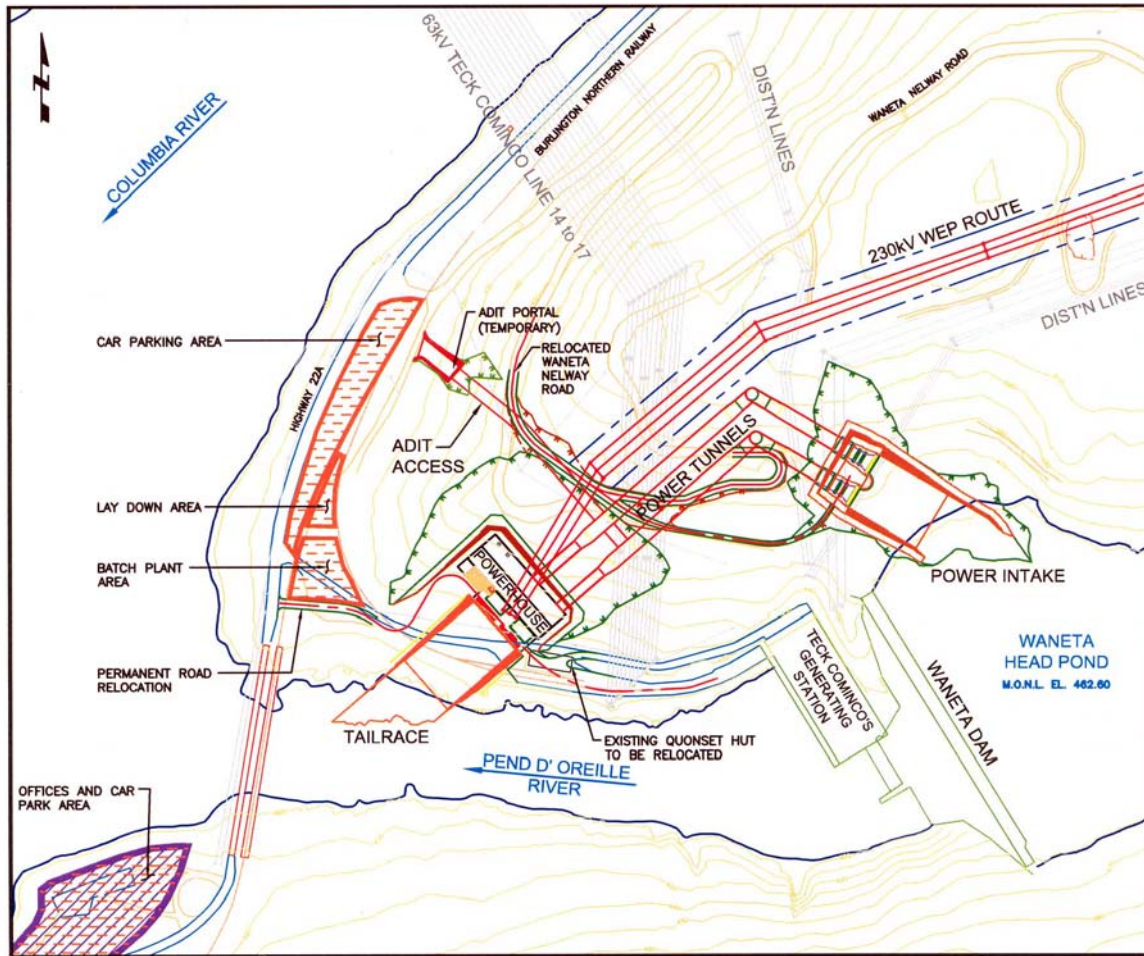 63kV TECK COMINCO LINE 14 to 17
BURLINGTON NORTHERN RAILWAY
DIST'N LINES
WANETA NELWAY ROAD
COLUMBIA RIVER
230kV WEP ROUTE
DIST'N LINES
CAR PARKING AREA
ADIT PORTAL
(TEMPORARY)
RELOCATED
WANETA
NELWAY
ROAD
HIGHWAY 22A
ADIT
ACCESS
POWER TUNNELS
LAY DOWN AREA
BATCH PLANT
AREA
POWERHOUSE
POWER INTAKE
PERMANENT ROAD
RELOCATION
TAILRACE
EXISTING QUONSET HUT
TO BE RELOCATED
TECK COMINCO'S
GENERATING
STATION
WANETA DAM
WANETA
HEAD POND
M.O.N.L. EL. 462.60
PEND D' OREILLE
RIVER
OFFICES AND CAR
PARK AREA